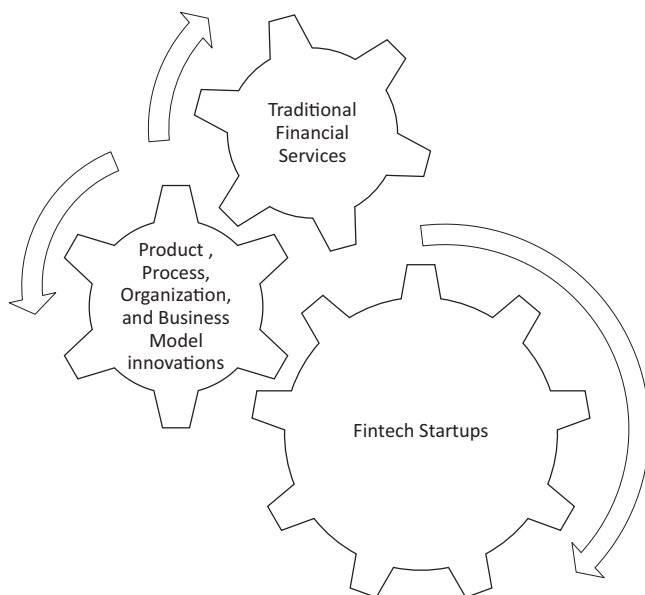 Traditional
Financial
Services
Product ,
Process,
Organization,
and Business
Model
innovations
Fintech Startups